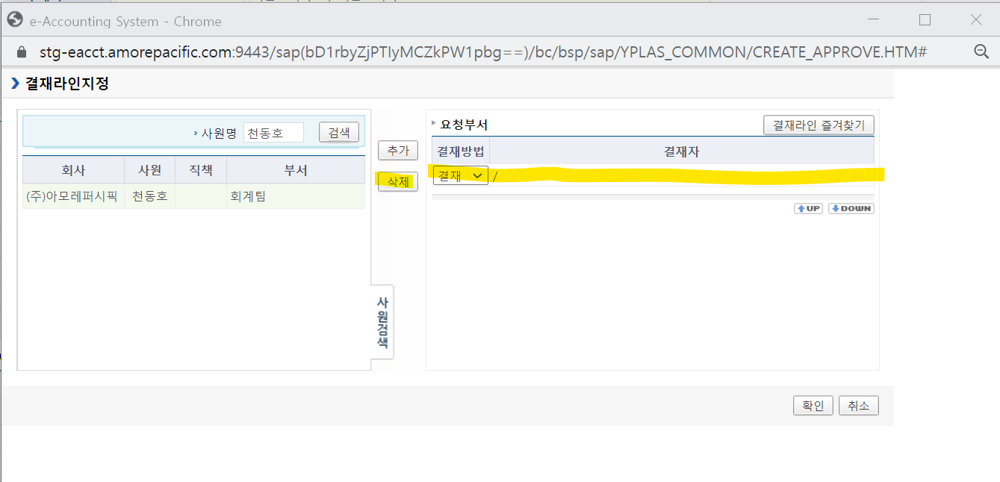 e-Accounting System - Chrome
stg-eacct.amorepacific.com:9443/sap(bD1rbyZjPTIyMCZkPW1pbg==)/bc/bsp/sap/YPLAS_COMMON/CREATE_APPROVE.HTM#
결재라인지정
사원명 천동호 검색
회사 사원 직책 부서
(주)아모레퍼시픽 천동호 회계팀
추가
삭제
사원검색
요청부서 결재라인 즐겨찾기
결재방법 결재자
결재 /
UP DOWN
확인 취소